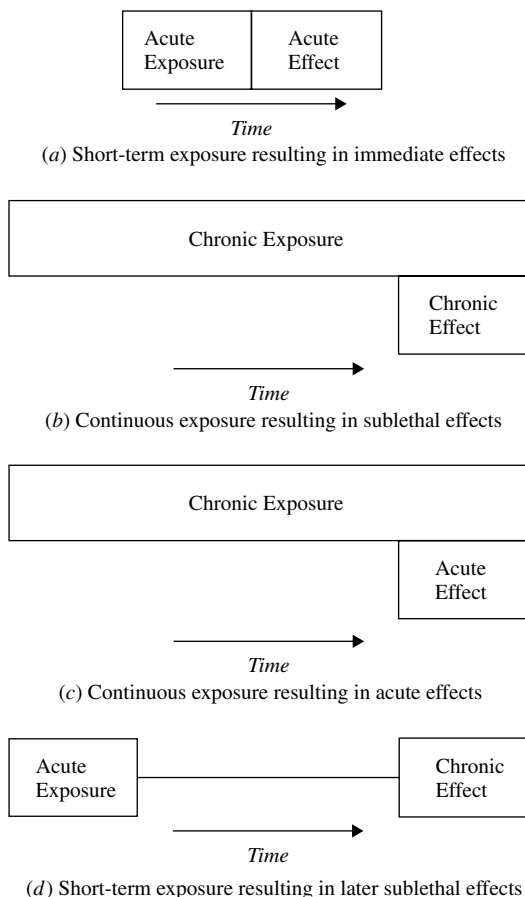 Acute
Exposure
Acute
Effect
Time
(a) Short-term exposure resulting in immediate effects
Chronic Exposure
Chronic
Effect
Time
(b) Continuous exposure resulting in sublethal effects
Chronic Exposure
Acute
Effect
Time
(c) Continuous exposure resulting in acute effects
Acute
Exposure
Chronic
Effect
Time
(d) Short-term exposure resulting in later sublethal effects